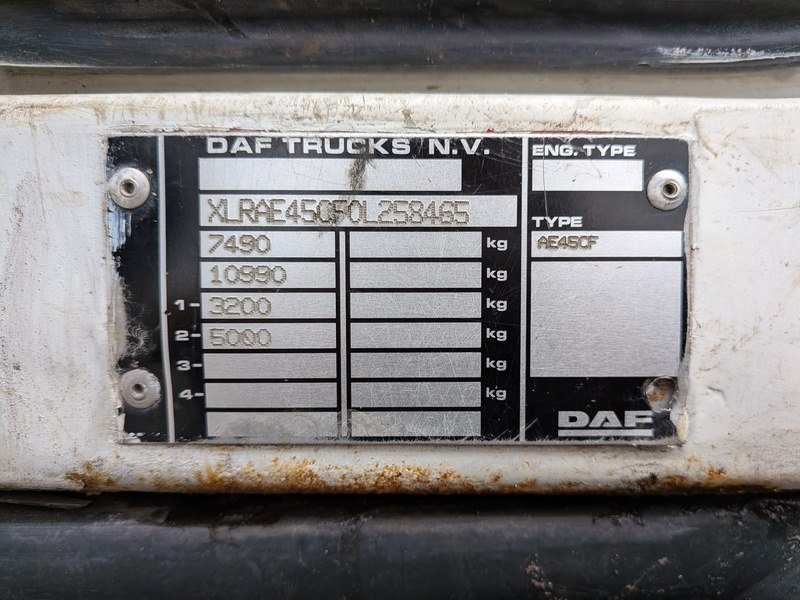 DAF TRUCKS N.V.
ENG. TYPE
XLRAE450F0L258465
TYPE
7490 kg
AE45CF
10990 kg
1- 3200 kg
2- 5000 kg
3- kg
4- kg
DAF